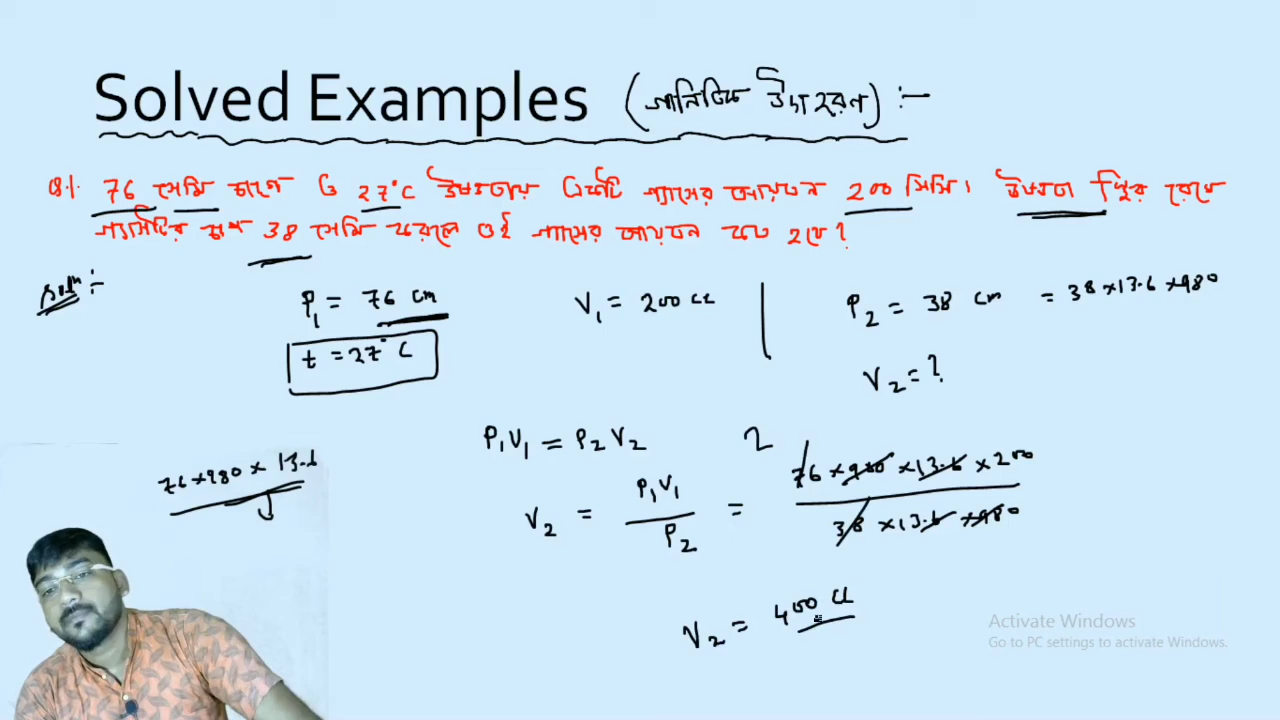 Solved Examples (গানিতিক উদাহরণ) :-
Q1. 76 সেমি চাপে ও 27°C উষ্ণতায় একটি গ্যাসের আয়তন 200 সিসি। উষ্ণতা স্থির রেখে
গ্যাসটির চাপ 38 সেমি করলে ওই গ্যাসের আয়তন কত হবে?
Soln :-
P₁ = 76 cm
V₁ = 200 cc
P₂ = 38 cm = 38 × 13.6 × 980
t = 27° C
V₂ = ?
P₁V₁ = P₂V₂
2
76 × 980 × 13.6
V₂ = P₁V₁ / P₂ = 76 × 980 × 13.6 × 200 / 38 × 13.6 × 980
V₂ = 400 cc
Activate Windows
Go to PC settings to activate Windows.